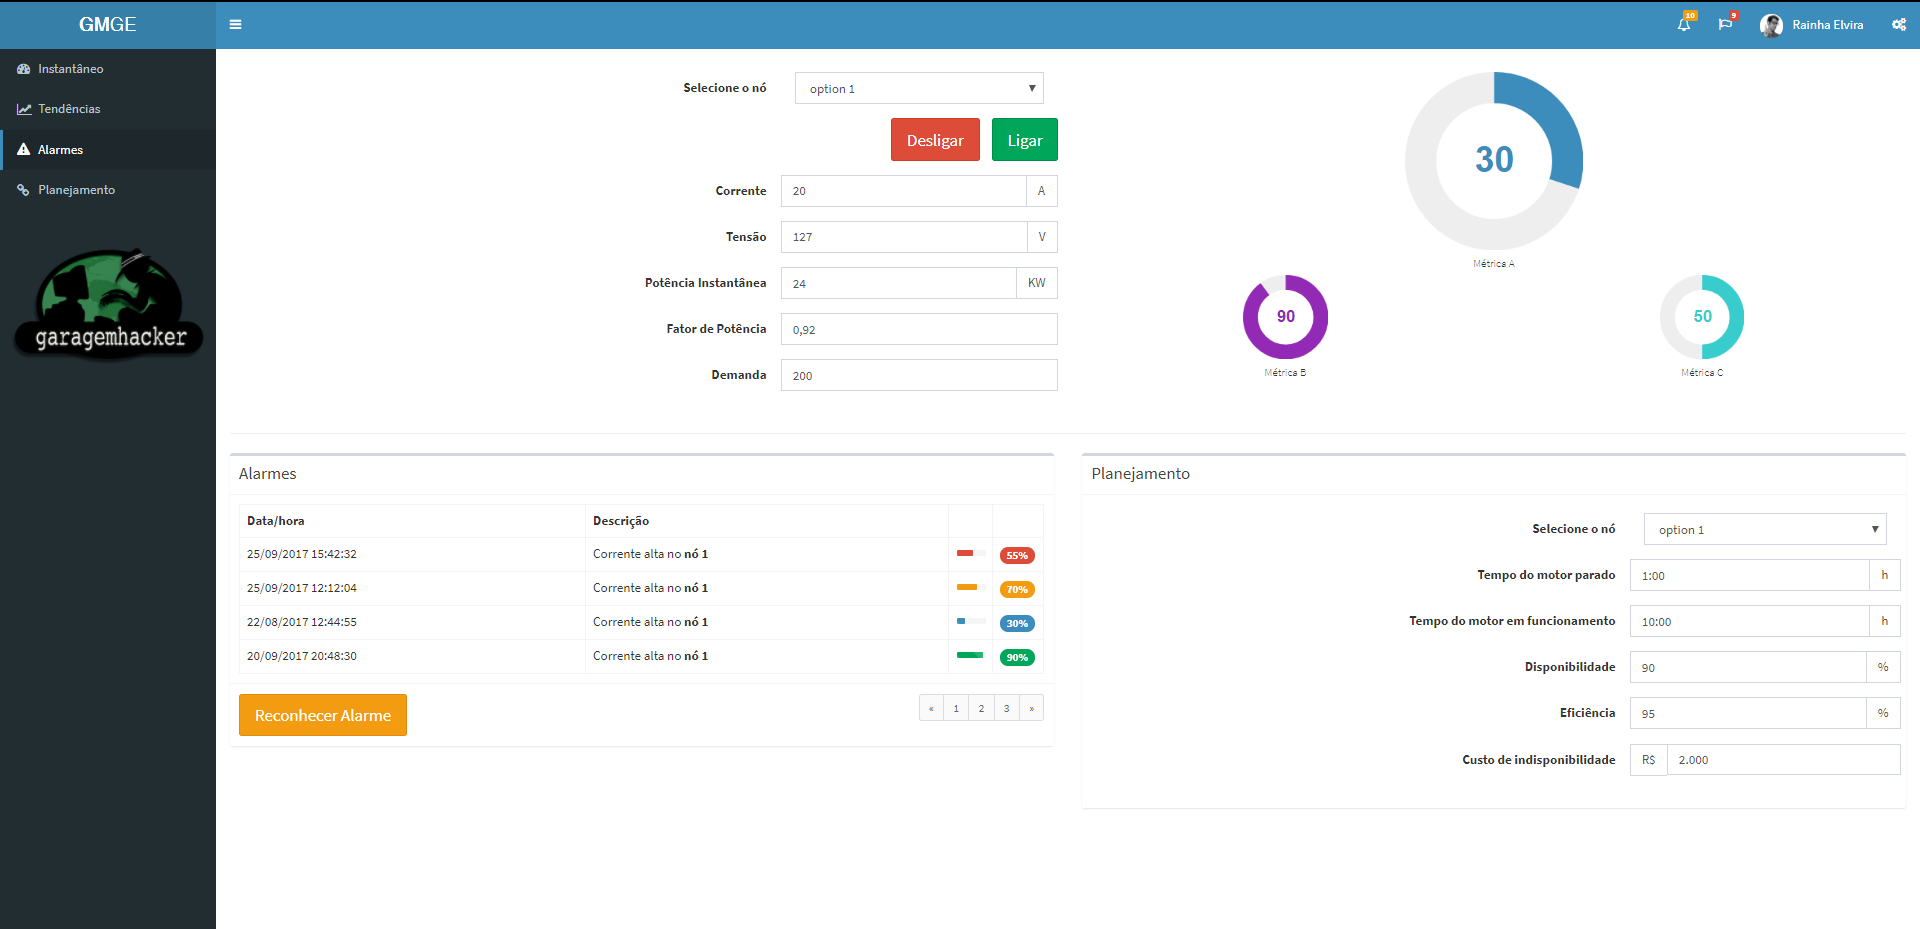 GMGE
10
9
Rainha Elvira
Instantâneo
Tendências
Alarmes
Planejamento
garagemhacker
Selecione o nó
option 1
Desligar
Ligar
Corrente
20
A
Tensão
127
V
Potência Instantânea
24
KW
Fator de Potência
0,92
Demanda
200
30
Métrica A
90
Métrica B
50
Métrica C
Alarmes
Data/hora
Descrição
25/09/2017 15:42:32
Corrente alta no nó 1
55%
25/09/2017 12:12:04
Corrente alta no nó 1
70%
22/08/2017 12:44:55
Corrente alta no nó 1
30%
20/09/2017 20:48:30
Corrente alta no nó 1
90%
Reconhecer Alarme
«
1
2
3
»
Planejamento
Selecione o nó
option 1
Tempo do motor parado
1:00
h
Tempo do motor em funcionamento
10:00
h
Disponibilidade
90
%
Eficiência
95
%
Custo de indisponibilidade
R$
2.000